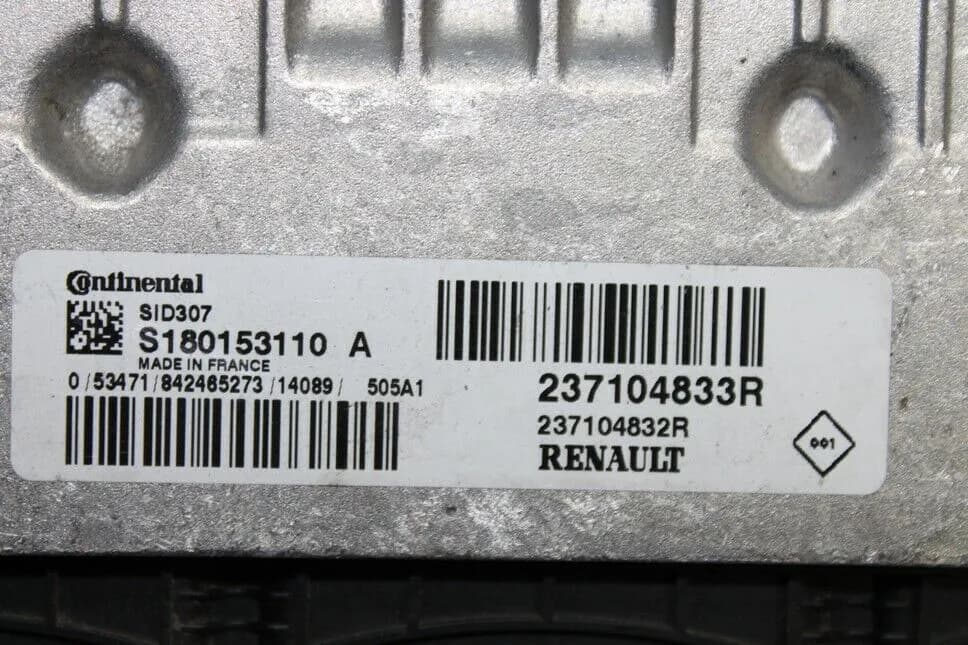 Continental
SID307
S180153110 A
MADE IN FRANCE
0/53471/842465273/14089/ 505A1
237104833R
237104832R
RENAULT
001